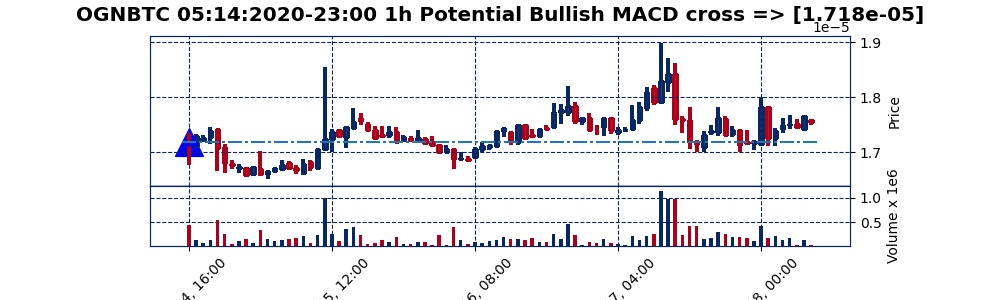 OGNBTC 05:14:2020-23:00 1h Potential Bullish MACD cross => [1.718e-05]
1e−5
1.9
1.8
1.7
Price
1.0
0.5
Volume x 1e6
4, 16:00
5, 12:00
6, 08:00
7, 04:00
8, 00:00